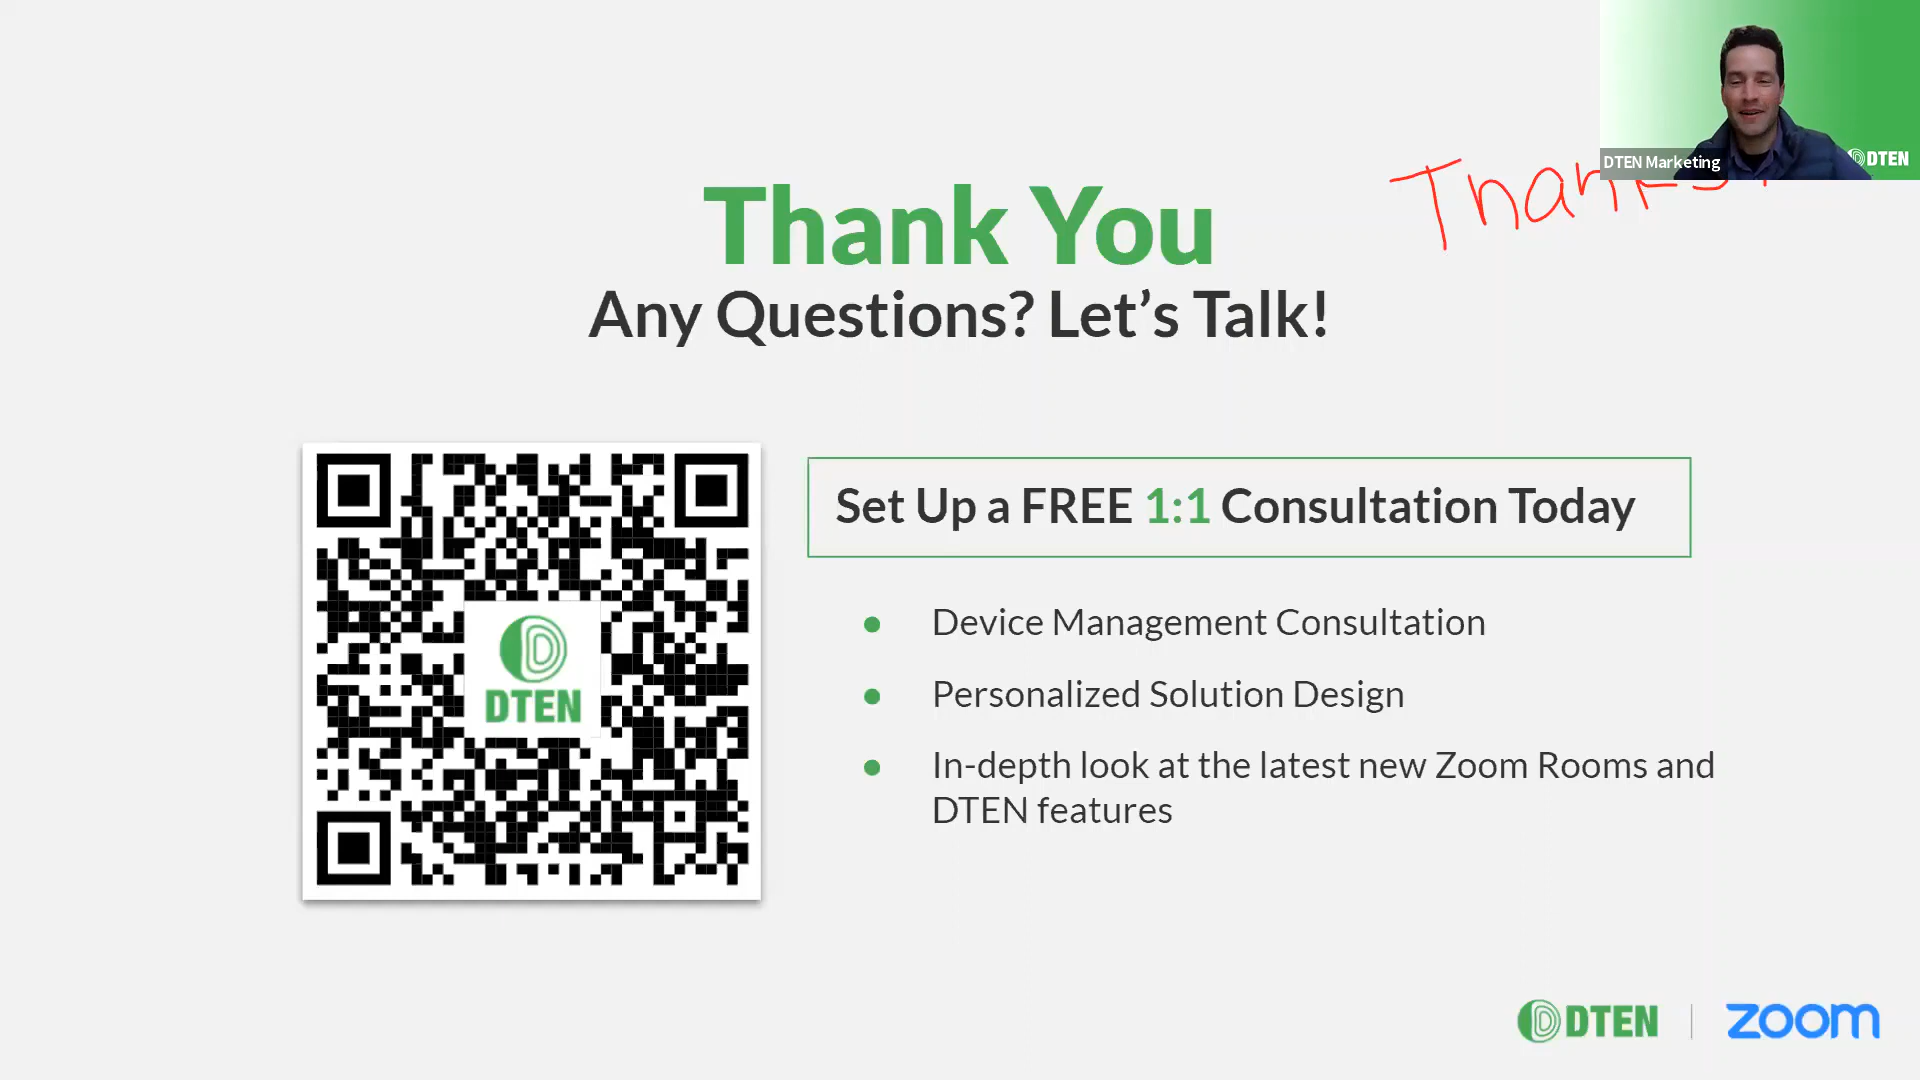 DTEN
DTEN Marketing
Thanks!
Thank You
Any Questions? Let's Talk!
DTEN
Set Up a FREE 1:1 Consultation Today
Device Management Consultation
Personalized Solution Design
In-depth look at the latest new Zoom Rooms and
DTEN features
DTEN | zoom